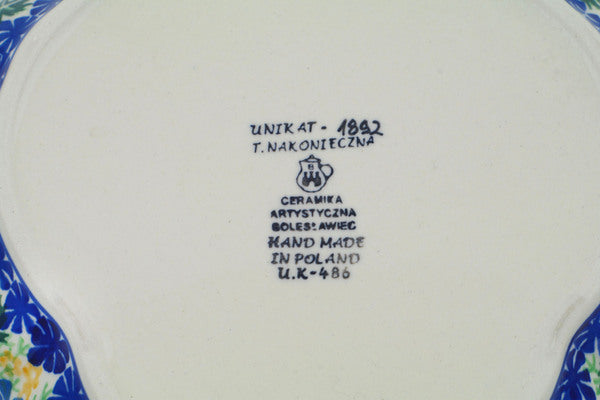 UNIKAT - 1892
T. NAKONIECZNA
B
CERAMIKA
ARTYSTYCZNA
BOLESŁAWIEC
HAND MADE
IN POLAND
U.K-486